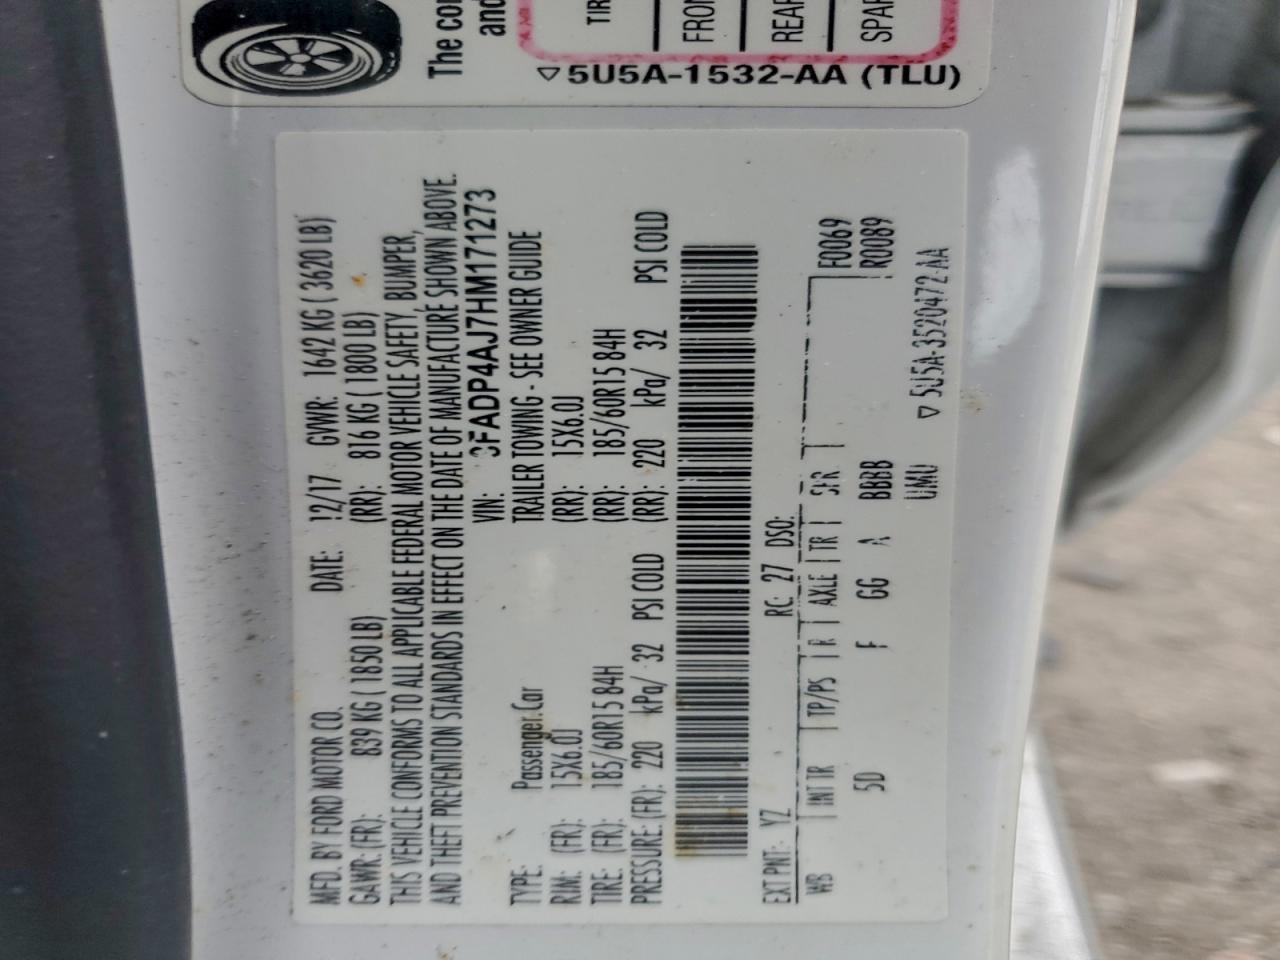 The
and
TIR
FRON
REAR
SPAR
▽ 5U5A-1532-AA (TLU)
MFD. BY FORD MOTOR CO. DATE: 12/17 GVWR: 1642 KG ( 3620 LB)
GAWR: (FR): 839 KG ( 1850 LB) (RR): 816 KG ( 1800 LB)
THIS VEHICLE CONFORMS TO ALL APPLICABLE FEDERAL MOTOR VEHICLE SAFETY, BUMPER,
AND THEFT PREVENTION STANDARDS IN EFFECT ON THE DATE OF MANUFACTURE SHOWN ABOVE.
VIN: 3FADP4AJ7HM171273
TYPE: Passenger Car TRAILER TOWING - SEE OWNER GUIDE
RIM: (FR): 15X6.0J (RR): 15X6.0J
TIRE: (FR): 185/60R15 84H (RR): 185/60R15 84H
PRESSURE: (FR): 220 kPa/ 32 PSI COLD (RR): 220 kPa/ 32 PSI COLD
EXT PNT: YZ RC: 27 DSO:
WB INT TR TP/PS R AXLE TR SPR F0069
5D F GG A BBBB R0089
UMU ▽ 5U5A-3520472-AA